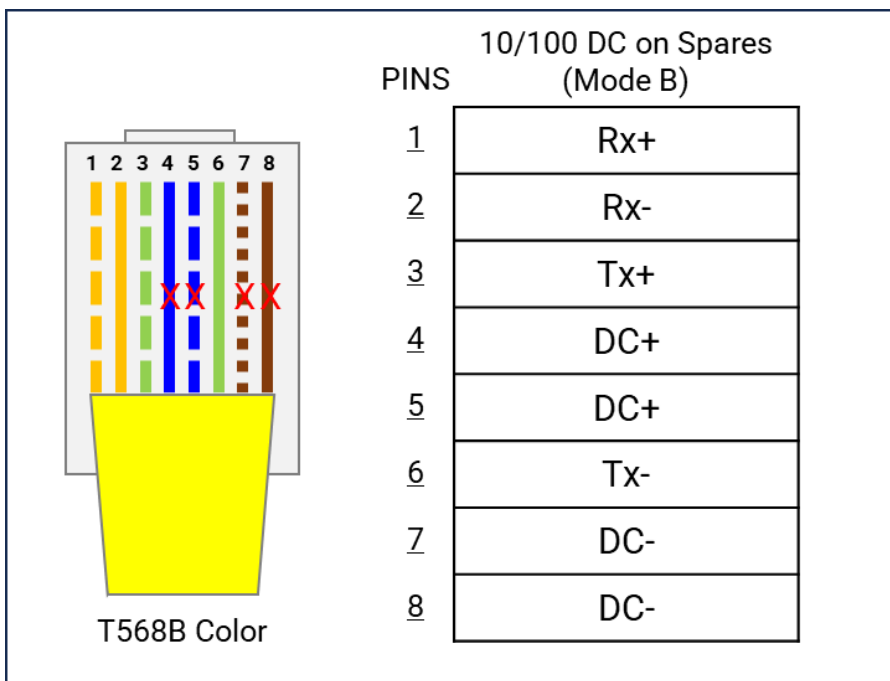 10/100 DC on Spares
(Mode B)
PINS
1 2 3 4 5 6 7 8
X X X X
T568B Color
1 Rx+
2 Rx-
3 Tx+
4 DC+
5 DC+
6 Tx-
7 DC-
8 DC-